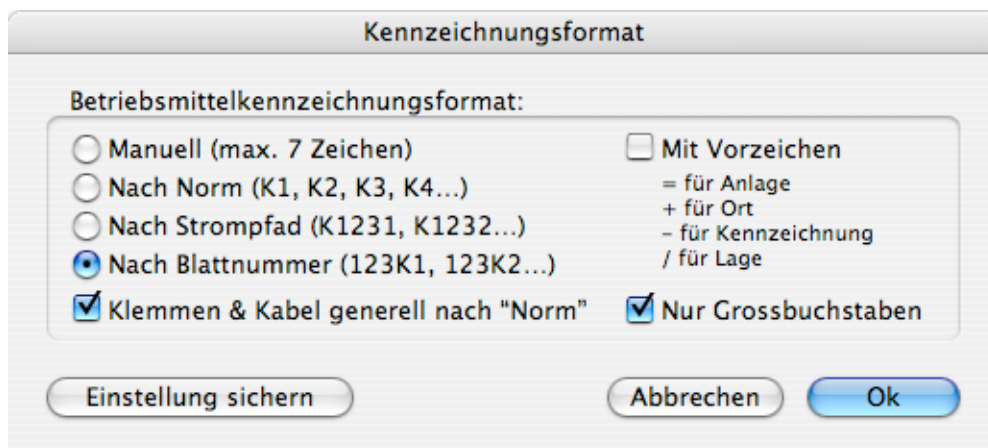 Kennzeichnungsformat
Betriebsmittelkennzeichnungsformat:
Manuell (max. 7 Zeichen)
Nach Norm (K1, K2, K3, K4...)
Nach Strompfad (K1231, K1232...)
Nach Blattnummer (123K1, 123K2...)
Klemmen & Kabel generell nach “Norm”
Mit Vorzeichen
= für Anlage
+ für Ort
– für Kennzeichnung
/ für Lage
Nur Grossbuchstaben
Einstellung sichern
Abbrechen
Ok